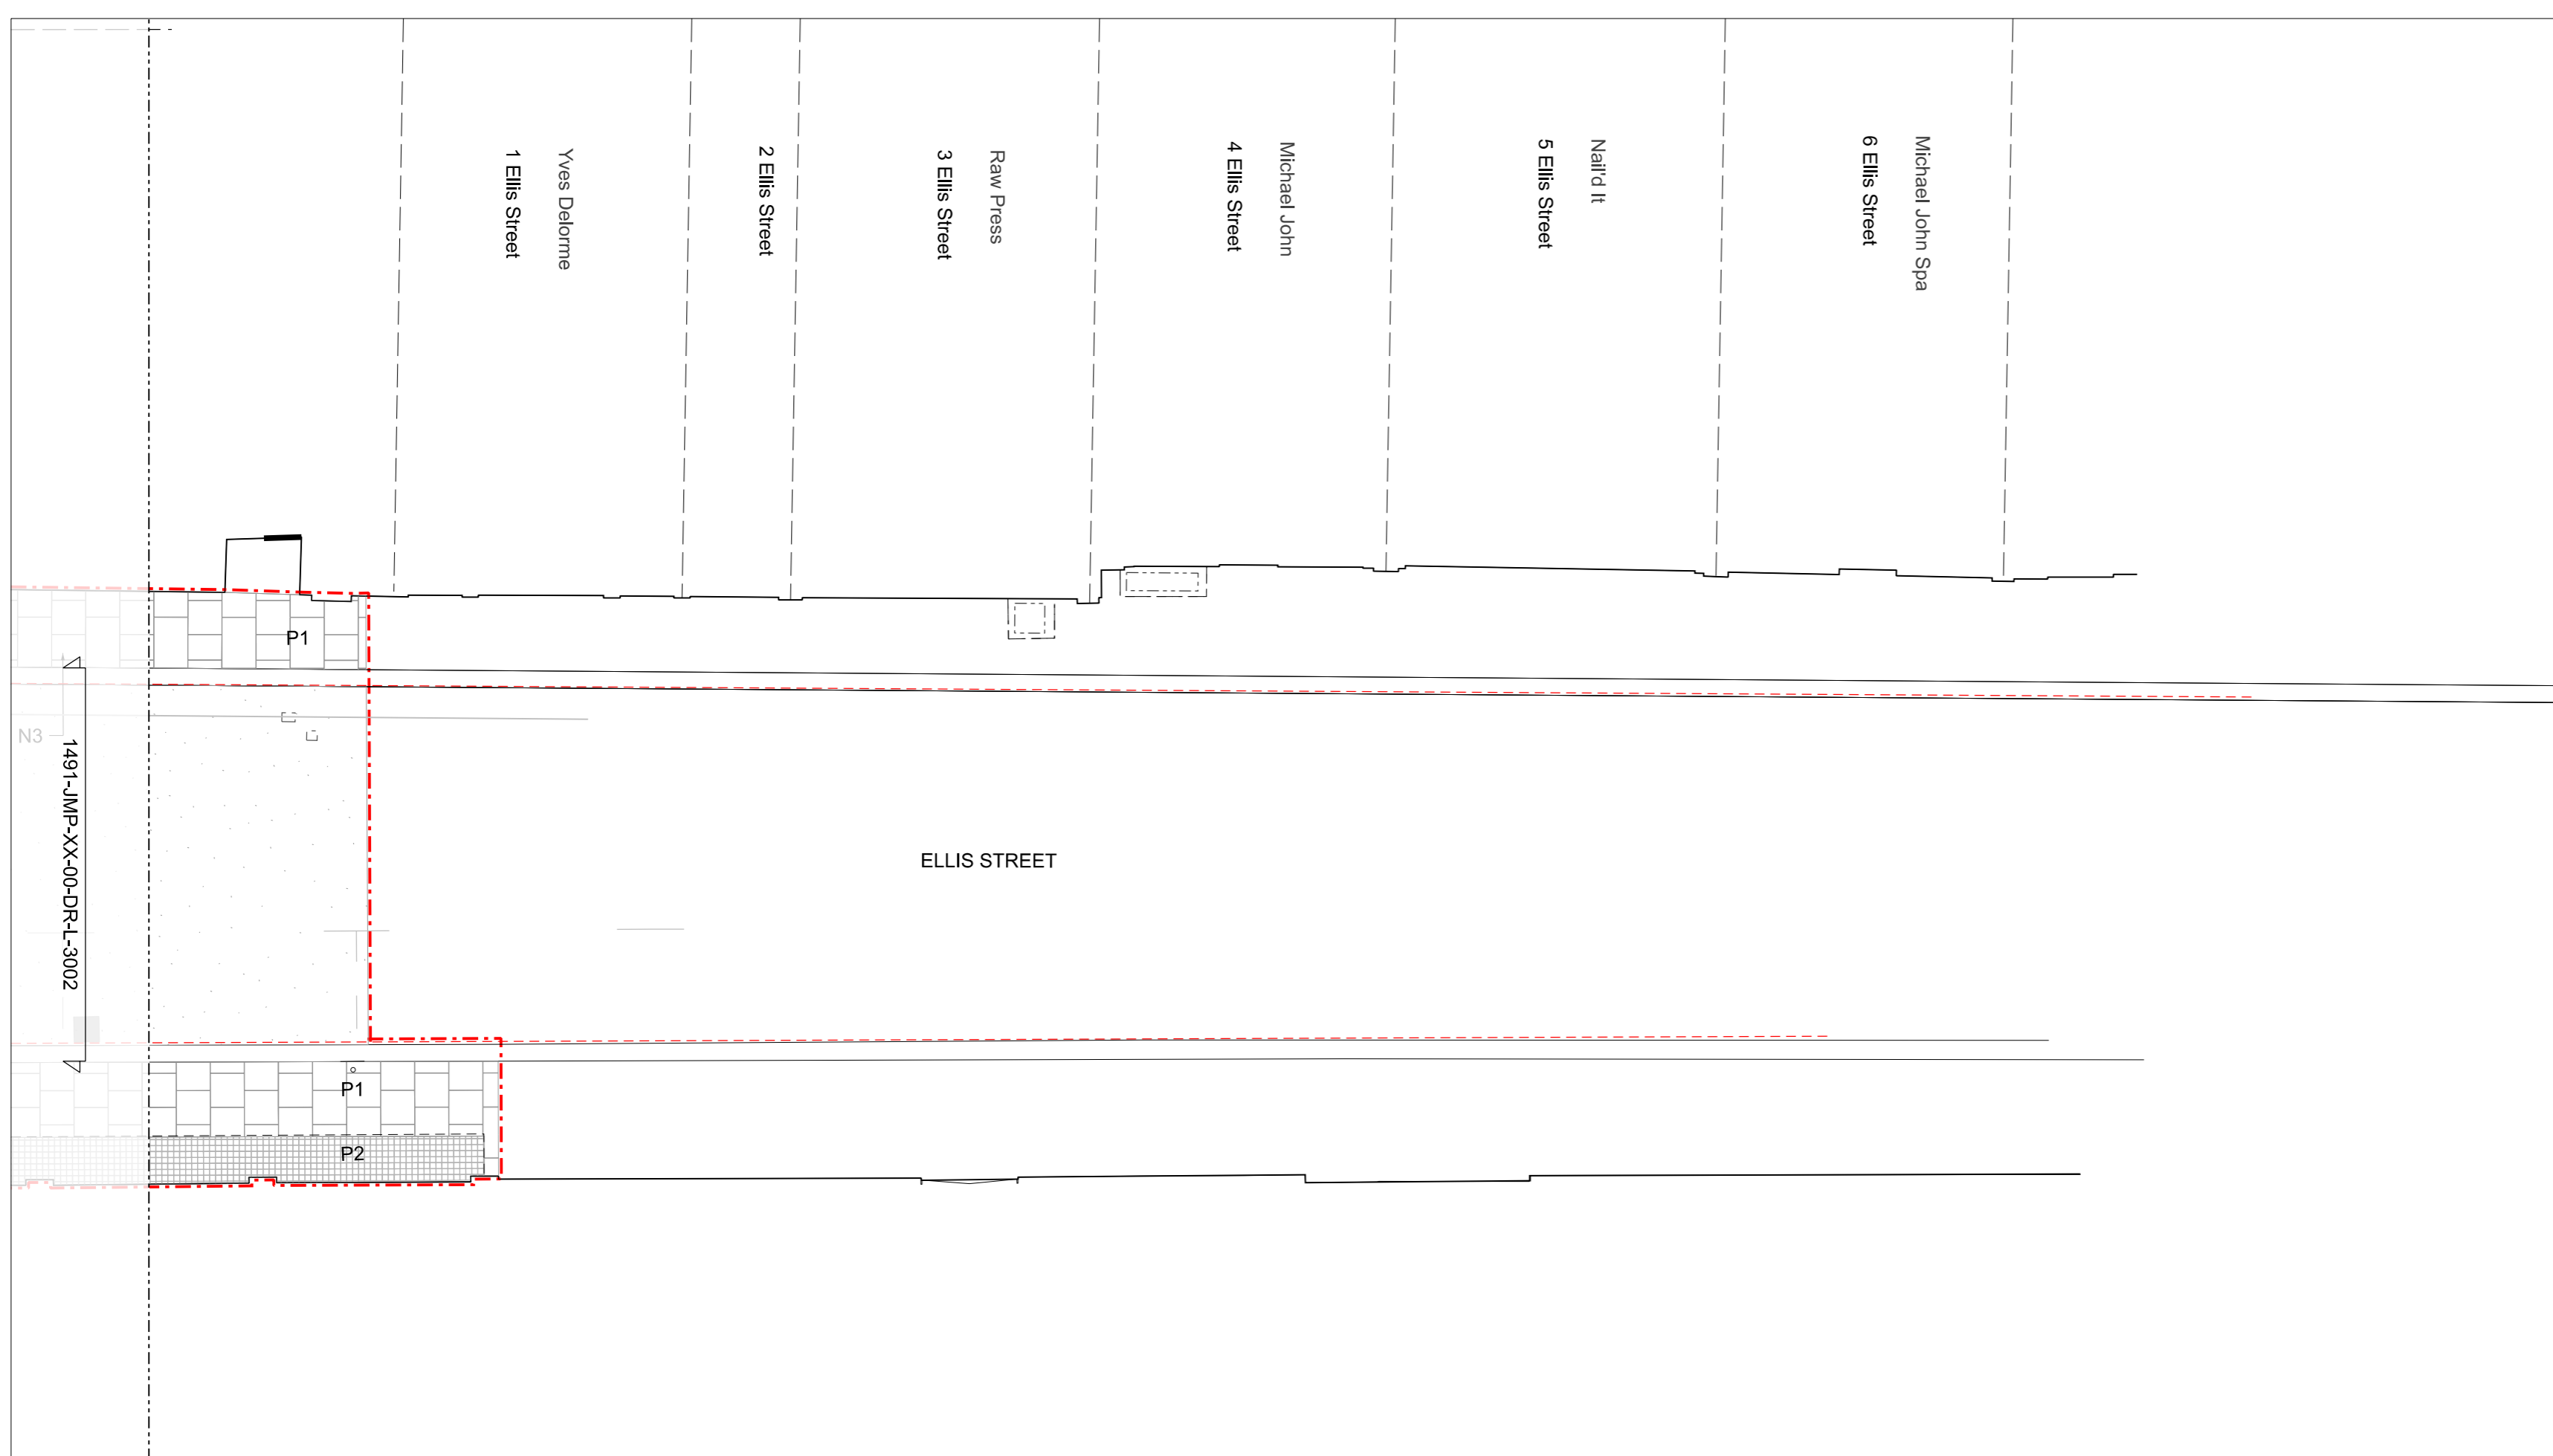 1 Ellis Street
Yves Delorme
2 Ellis Street
3 Ellis Street
Raw Press
4 Ellis Street
Michael John
5 Ellis Street
Nail'd It
6 Ellis Street
Michael John Spa
P1
N3
1491-JMP-XX-00-DR-L-3002
ELLIS STREET
P1
P2